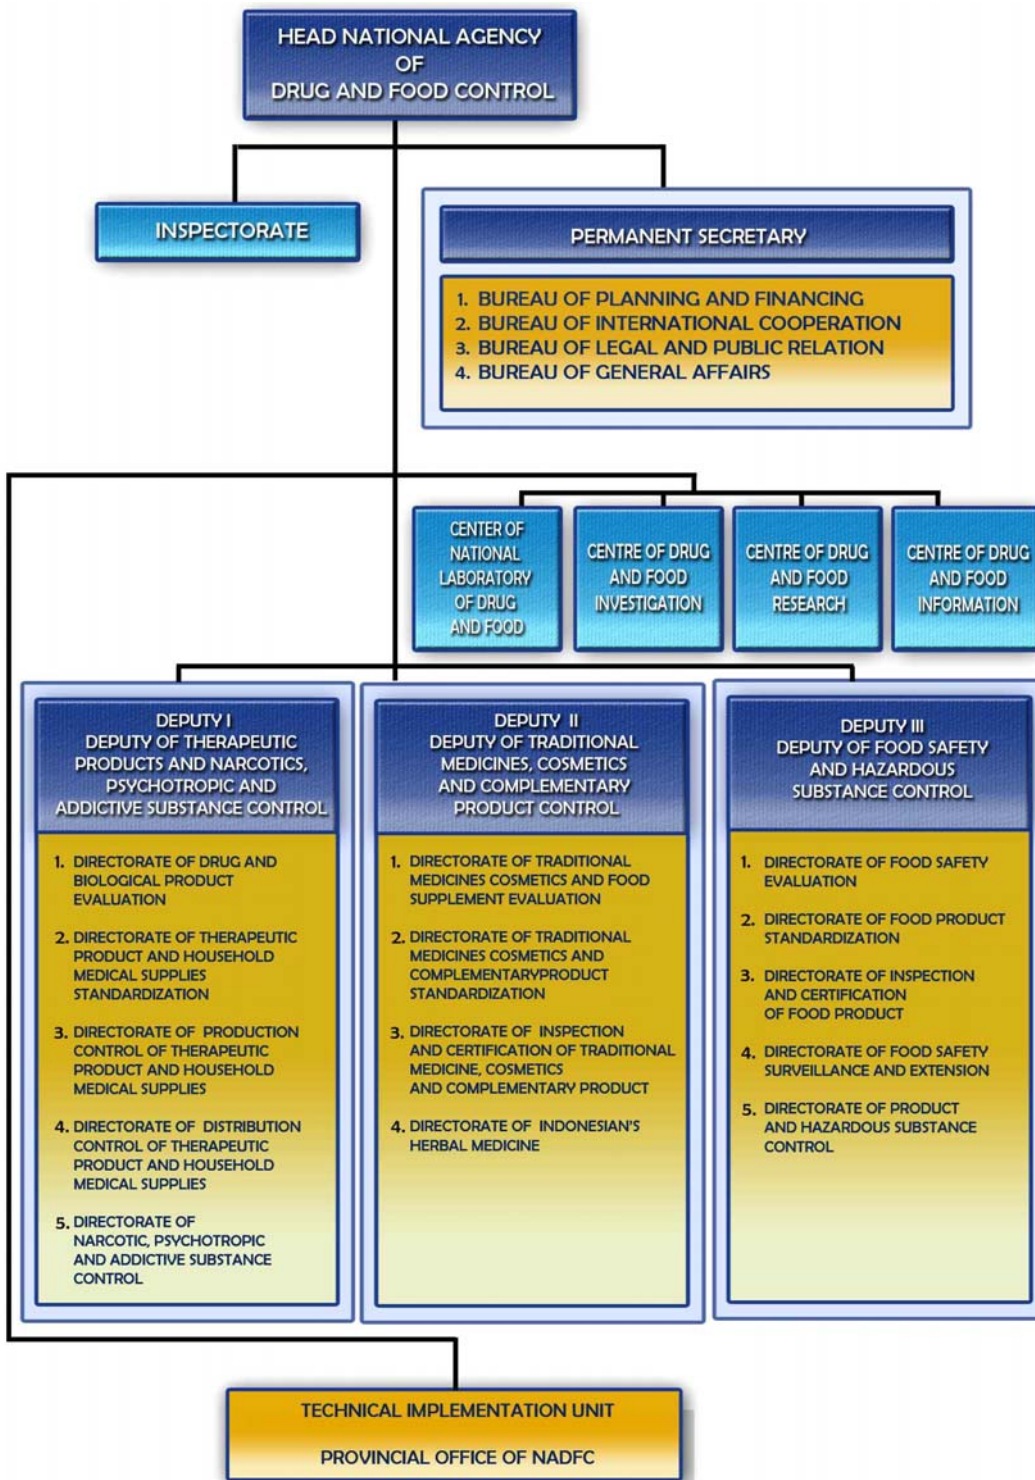 HEAD NATIONAL AGENCY
OF
DRUG AND FOOD CONTROL
INSPECTORATE
PERMANENT SECRETARY
1. BUREAU OF PLANNING AND FINANCING
2. BUREAU OF INTERNATIONAL COOPERATION
3. BUREAU OF LEGAL AND PUBLIC RELATION
4. BUREAU OF GENERAL AFFAIRS
CENTER OF
NATIONAL
LABORATORY
OF DRUG
AND FOOD
CENTRE OF DRUG
AND FOOD
INVESTIGATION
CENTRE OF DRUG
AND FOOD
RESEARCH
CENTRE OF DRUG
AND FOOD
INFORMATION
DEPUTY I
DEPUTY OF THERAPEUTIC
PRODUCTS AND NARCOTICS,
PSYCHOTROPIC AND
ADDICTIVE SUBSTANCE CONTROL
1. DIRECTORATE OF DRUG AND
BIOLOGICAL PRODUCT
EVALUATION
2. DIRECTORATE OF THERAPEUTIC
PRODUCT AND HOUSEHOLD
MEDICAL SUPPLIES
STANDARDIZATION
3. DIRECTORATE OF PRODUCTION
CONTROL OF THERAPEUTIC
PRODUCT AND HOUSEHOLD
MEDICAL SUPPLIES
4. DIRECTORATE OF DISTRIBUTION
CONTROL OF THERAPEUTIC
PRODUCT AND HOUSEHOLD
MEDICAL SUPPLIES
5. DIRECTORATE OF
NARCOTIC, PSYCHOTROPIC
AND ADDICTIVE SUBSTANCE
CONTROL
DEPUTY II
DEPUTY OF TRADITIONAL
MEDICINES, COSMETICS
AND COMPLEMENTARY
PRODUCT CONTROL
1. DIRECTORATE OF TRADITIONAL
MEDICINES COSMETICS AND FOOD
SUPPLEMENT EVALUATION
2. DIRECTORATE OF TRADITIONAL
MEDICINES COSMETICS AND
COMPLEMENTARYPRODUCT
STANDARDIZATION
3. DIRECTORATE OF INSPECTION
AND CERTIFICATION OF TRADITIONAL
MEDICINE, COSMETICS
AND COMPLEMENTARY PRODUCT
4. DIRECTORATE OF INDONESIAN'S
HERBAL MEDICINE
DEPUTY III
DEPUTY OF FOOD SAFETY
AND HAZARDOUS
SUBSTANCE CONTROL
1. DIRECTORATE OF FOOD SAFETY
EVALUATION
2. DIRECTORATE OF FOOD PRODUCT
STANDARDIZATION
3. DIRECTORATE OF INSPECTION
AND CERTIFICATION
OF FOOD PRODUCT
4. DIRECTORATE OF FOOD SAFETY
SURVEILLANCE AND EXTENSION
5. DIRECTORATE OF PRODUCT
AND HAZARDOUS SUBSTANCE
CONTROL
TECHNICAL IMPLEMENTATION UNIT
PROVINCIAL OFFICE OF NADFC